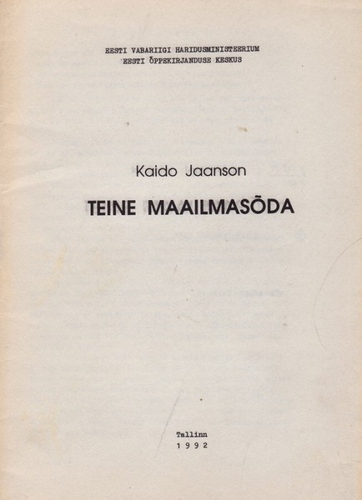 EESTI VABARIIGI HARIDUSMINISTEERIUM
EESTI ÕPPEKIRJANDUSE KESKUS
Kaido Jaanson
TEINE MAAILMASÕDA
Tallinn
1992